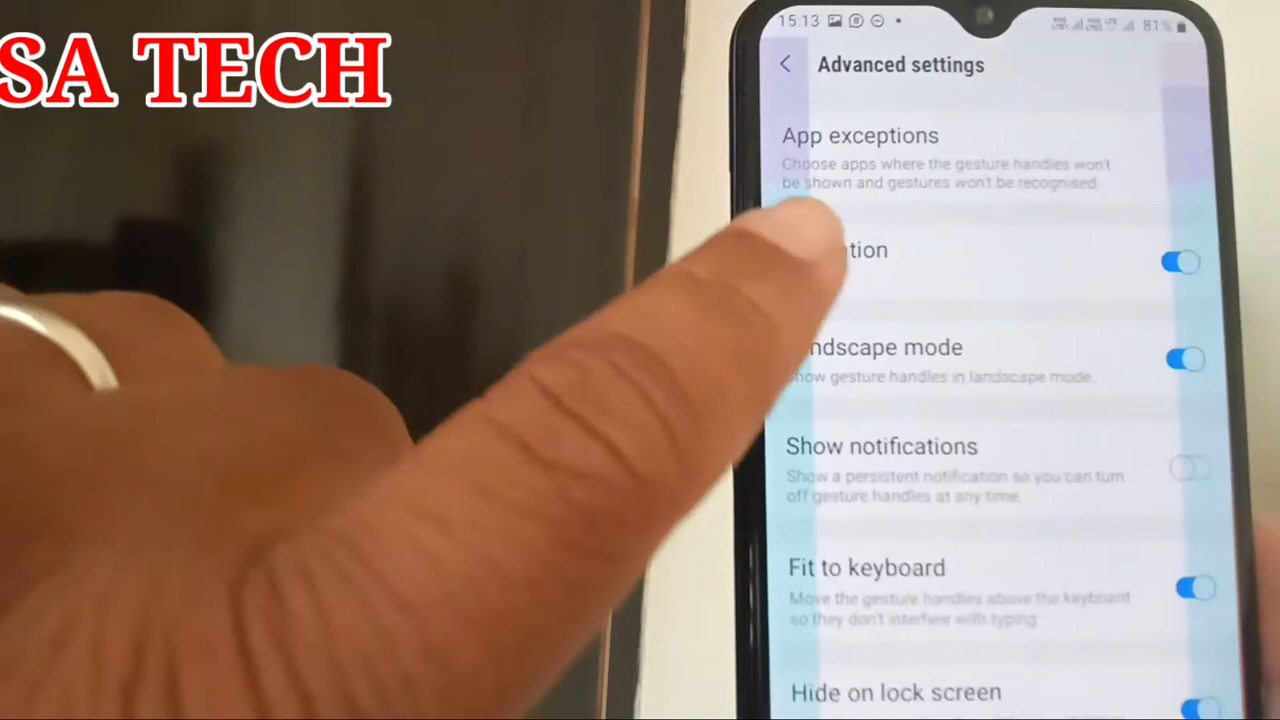 SA TECH
15:13
81%
Advanced settings
App exceptions
Choose apps where the gesture handles won't
be shown and gestures won't be recognised.
Show notifications
Show a persistent notification so you can turn
off gesture handles at any time.
mode
Show gesture handles in landscape mode.
Fit to keyboard
Move the gesture handles above the keyboard
so they don't interfere with typing.
Hide on lock screen